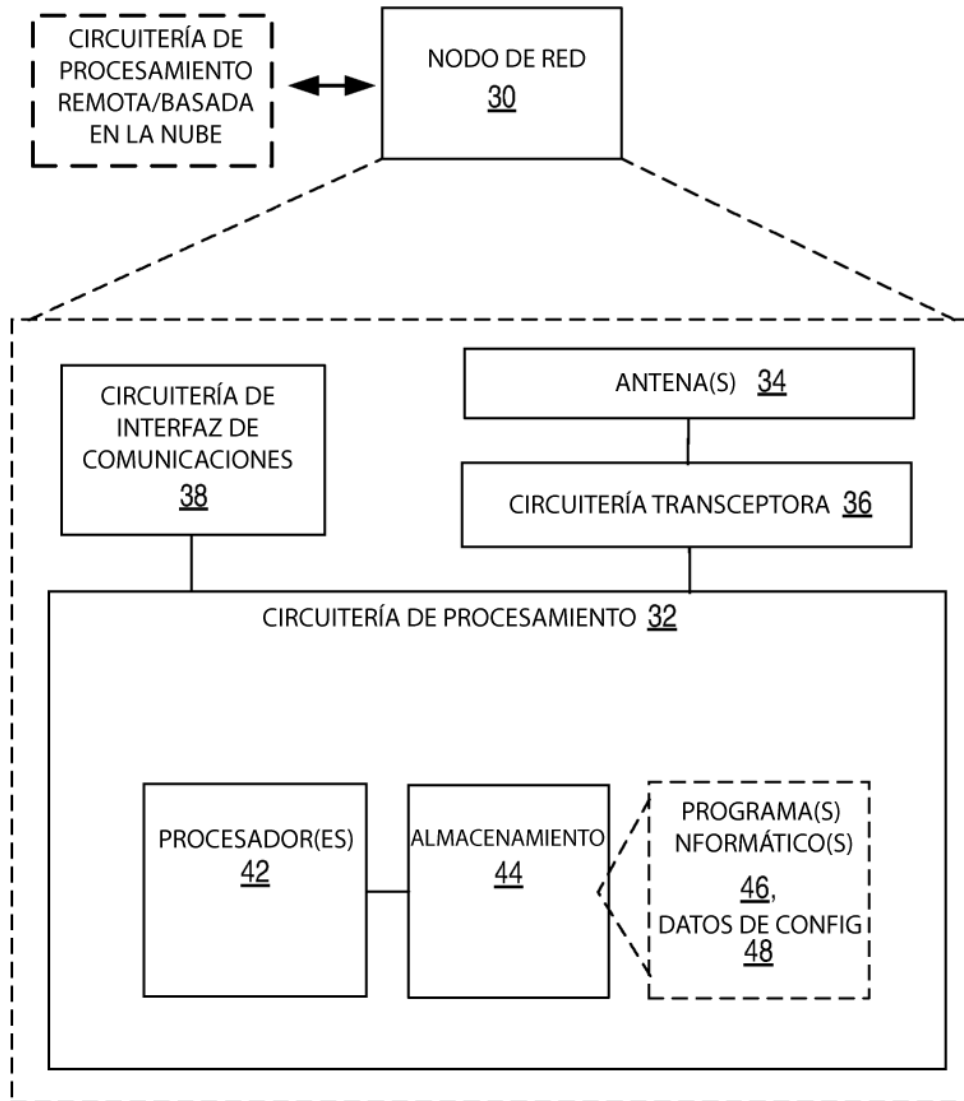 CIRCUITERÍA DE
PROCESAMIENTO
REMOTA/BASADA
EN LA NUBE
NODO DE RED
30
CIRCUITERÍA DE
INTERFAZ DE
COMUNICACIONES
38
ANTENA(S) 34
CIRCUITERÍA TRANSCEPTORA 36
CIRCUITERÍA DE PROCESAMIENTO 32
PROCESADOR(ES)
42
ALMACENAMIENTO
44
PROGRAMA(S)
NFORMÁTICO(S)
46,
DATOS DE CONFIG
48